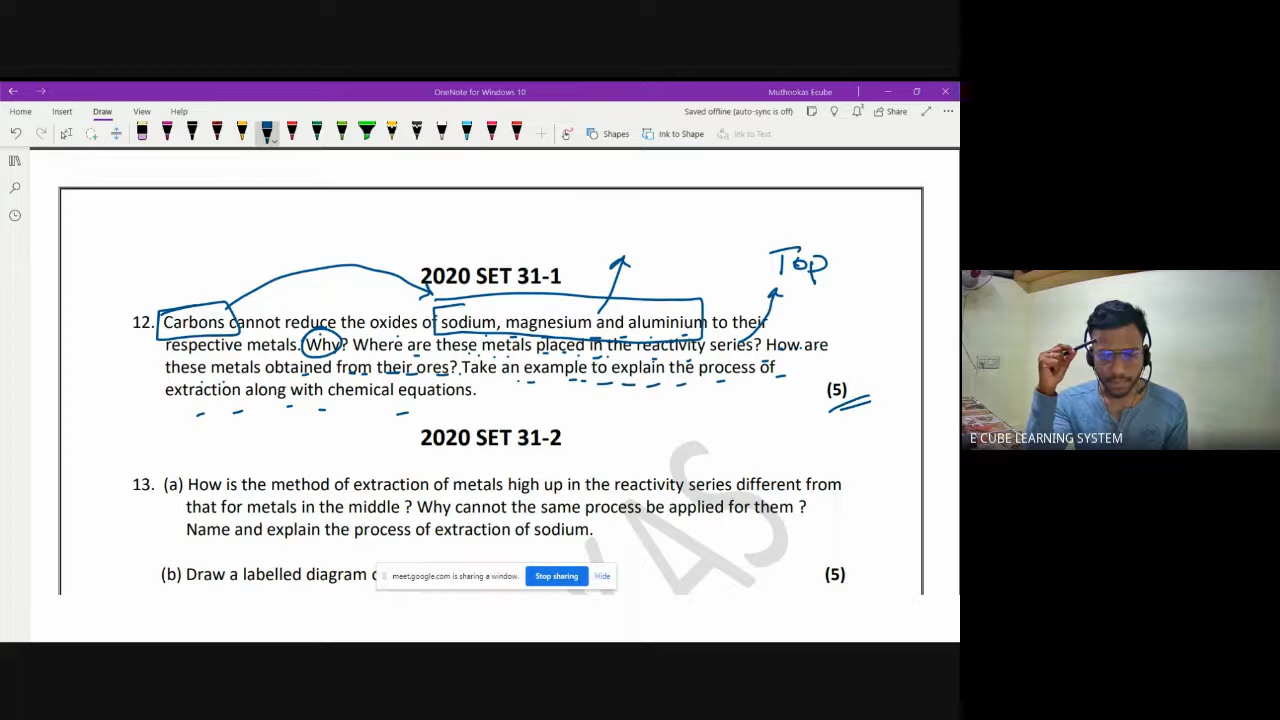 OneNote for Windows 10
Muthookas Ecube
Home Insert Draw View Help
Saved offline (auto-sync is off)
Share
Shapes
Ink to Shape
Ink to Text
Top
2020 SET 31-1
12. Carbons cannot reduce the oxides of sodium, magnesium and aluminium to their
respective metals. Why? Where are these metals placed in the reactivity series? How are
these metals obtained from their ores? Take an example to explain the process of
extraction along with chemical equations. (5)
2020 SET 31-2
13. (a) How is the method of extraction of metals high up in the reactivity series different from
that for metals in the middle ? Why cannot the same process be applied for them ?
Name and explain the process of extraction of sodium.
(b) Draw a labelled diagram (5)
meet.google.com is sharing a window.
Stop sharing
Hide
E CUBE LEARNING SYSTEM